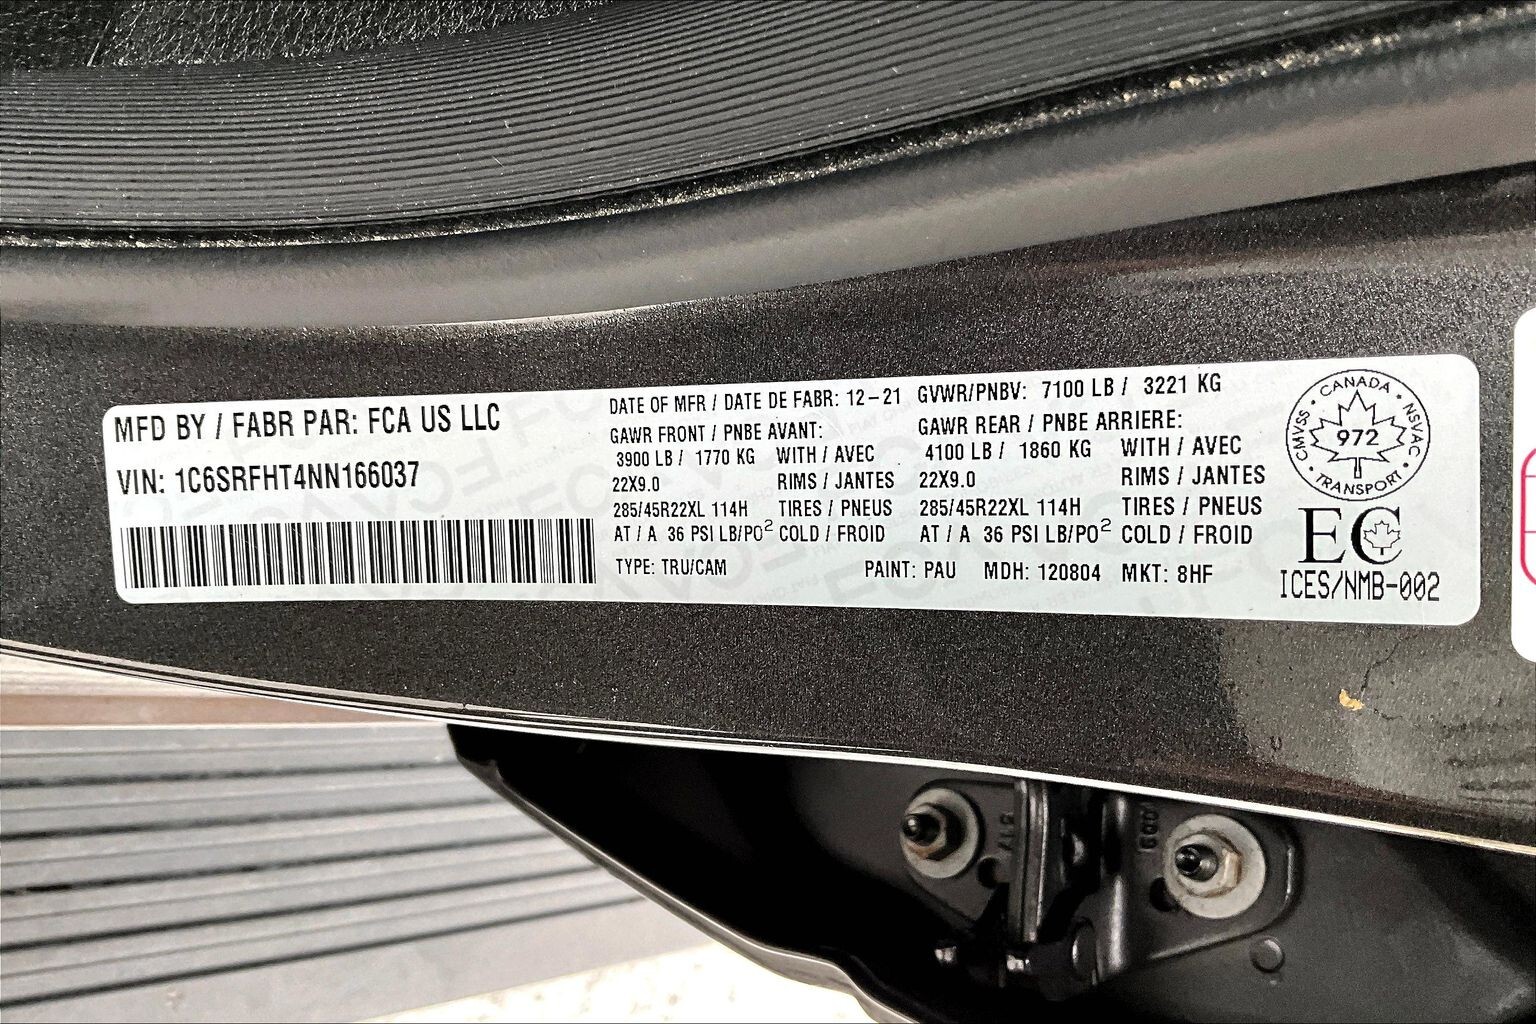 MFD BY / FABR PAR: FCA US LLC
VIN: 1C6SRFHT4NN166037
DATE OF MFR / DATE DE FABR: 12-21 GVWR/PNBV: 7100 LB / 3221 KG
GAWR FRONT / PNBE AVANT: GAWR REAR / PNBE ARRIERE:
3900 LB / 1770 KG WITH / AVEC 4100 LB / 1860 KG WITH / AVEC
22X9.0 RIMS / JANTES 22X9.0 RIMS / JANTES
285/45R22XL 114H TIRES / PNEUS 285/45R22XL 114H TIRES / PNEUS
AT / A 36 PSI LB/PO² COLD / FROID AT / A 36 PSI LB/PO² COLD / FROID
TYPE: TRU/CAM PAINT: PAU MDH: 120804 MKT: 8HF
CANADA
CMVSS · NSVAC
972
TRANSPORT
EC
ICES/NMB-002